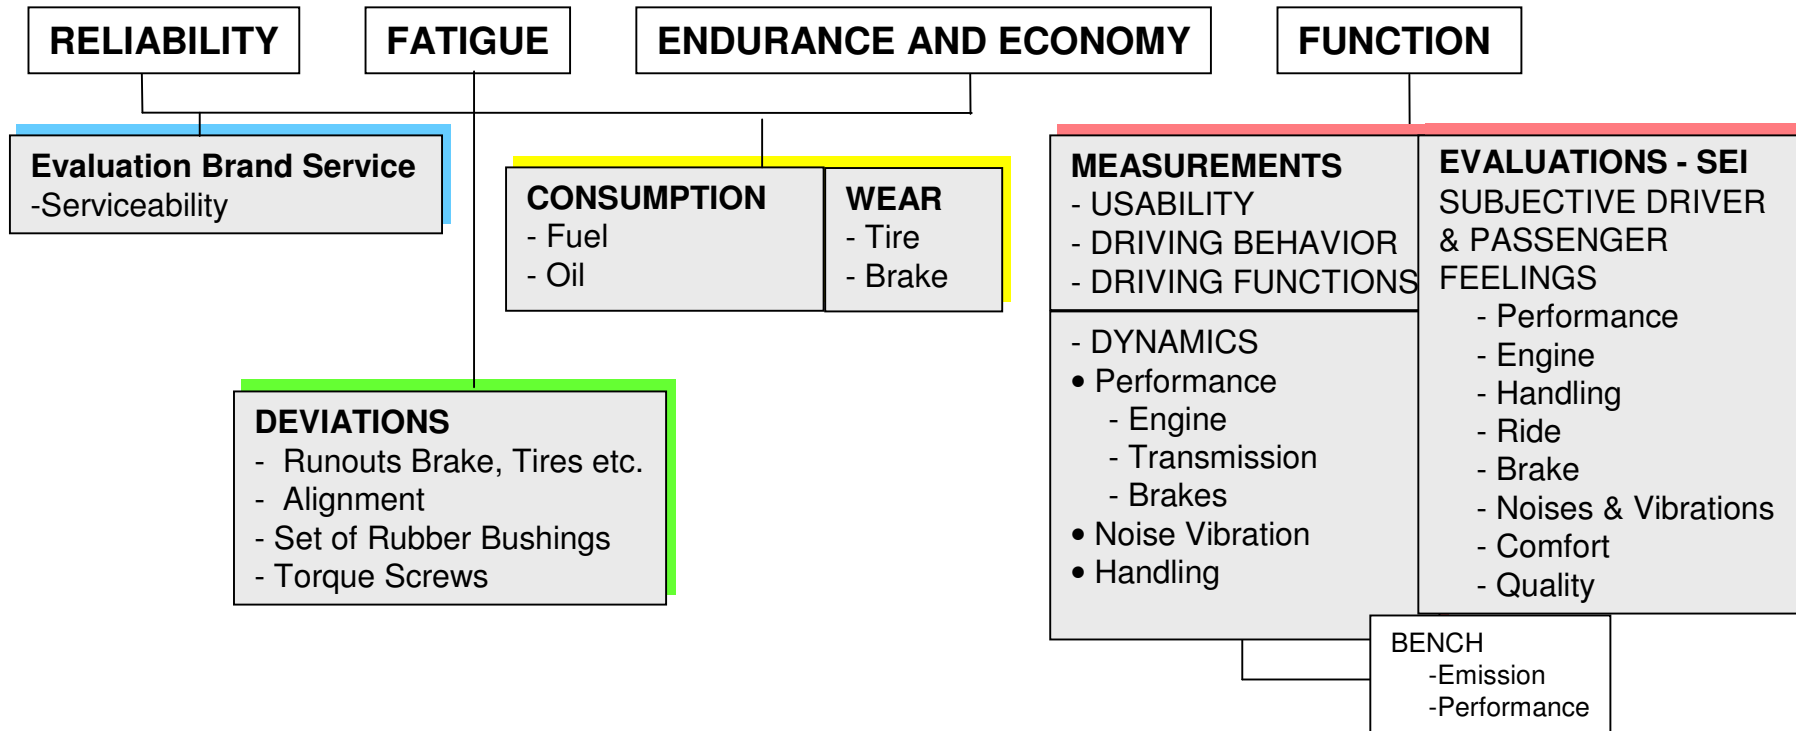 RELIABILITY
FATIGUE
ENDURANCE AND ECONOMY
FUNCTION
Evaluation Brand Service
-Serviceability
CONSUMPTION
- Fuel
- Oil
WEAR
- Tire
- Brake
DEVIATIONS
- Runouts Brake, Tires etc.
- Alignment
- Set of Rubber Bushings
- Torque Screws
MEASUREMENTS
- USABILITY
- DRIVING BEHAVIOR
- DRIVING FUNCTIONS
- DYNAMICS
• Performance
- Engine
- Transmission
- Brakes
• Noise Vibration
• Handling
EVALUATIONS - SEI
SUBJECTIVE DRIVER
& PASSENGER
FEELINGS
- Performance
- Engine
- Handling
- Ride
- Brake
- Noises & Vibrations
- Comfort
- Quality
BENCH
-Emission
-Performance